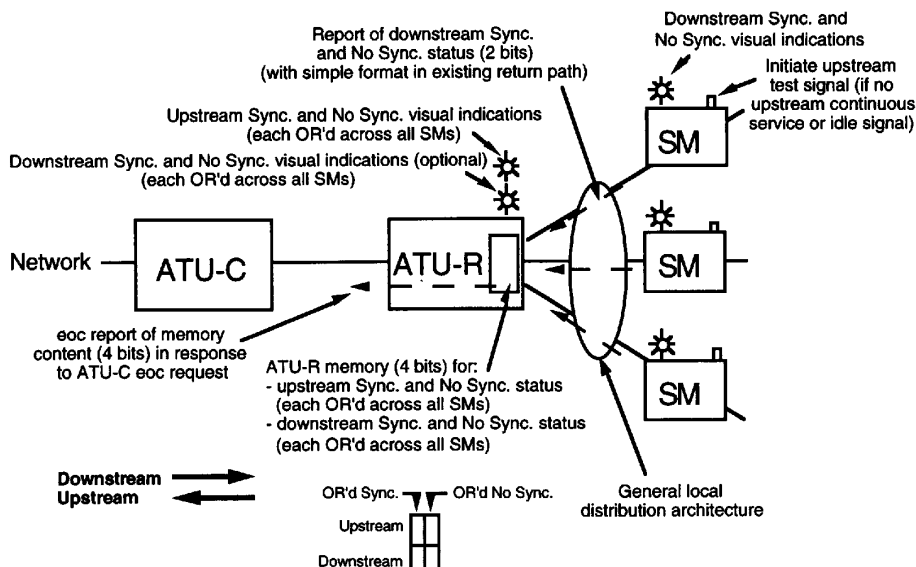 Downstream Sync. and
No Sync. visual indications
Report of downstream Sync.
and No Sync. status (2 bits)
(with simple format in existing return path)
Initiate upstream
test signal (if no
upstream continuous
service or idle signal)
Upstream Sync. and No Sync. visual indications
(each OR'd across all SMs)
Downstream Sync. and No Sync. visual indications (optional)
(each OR'd across all SMs)
SM
Network
ATU-C
ATU-R
SM
eoc report of memory
content (4 bits) in response
to ATU-C eoc request
ATU-R memory (4 bits) for:
- upstream Sync. and No Sync. status
(each OR'd across all SMs)
- downstream Sync. and No Sync. status
(each OR'd across all SMs)
SM
Downstream
Upstream
OR'd Sync.
OR'd No Sync.
General local
distribution architecture
Upstream
Downstream